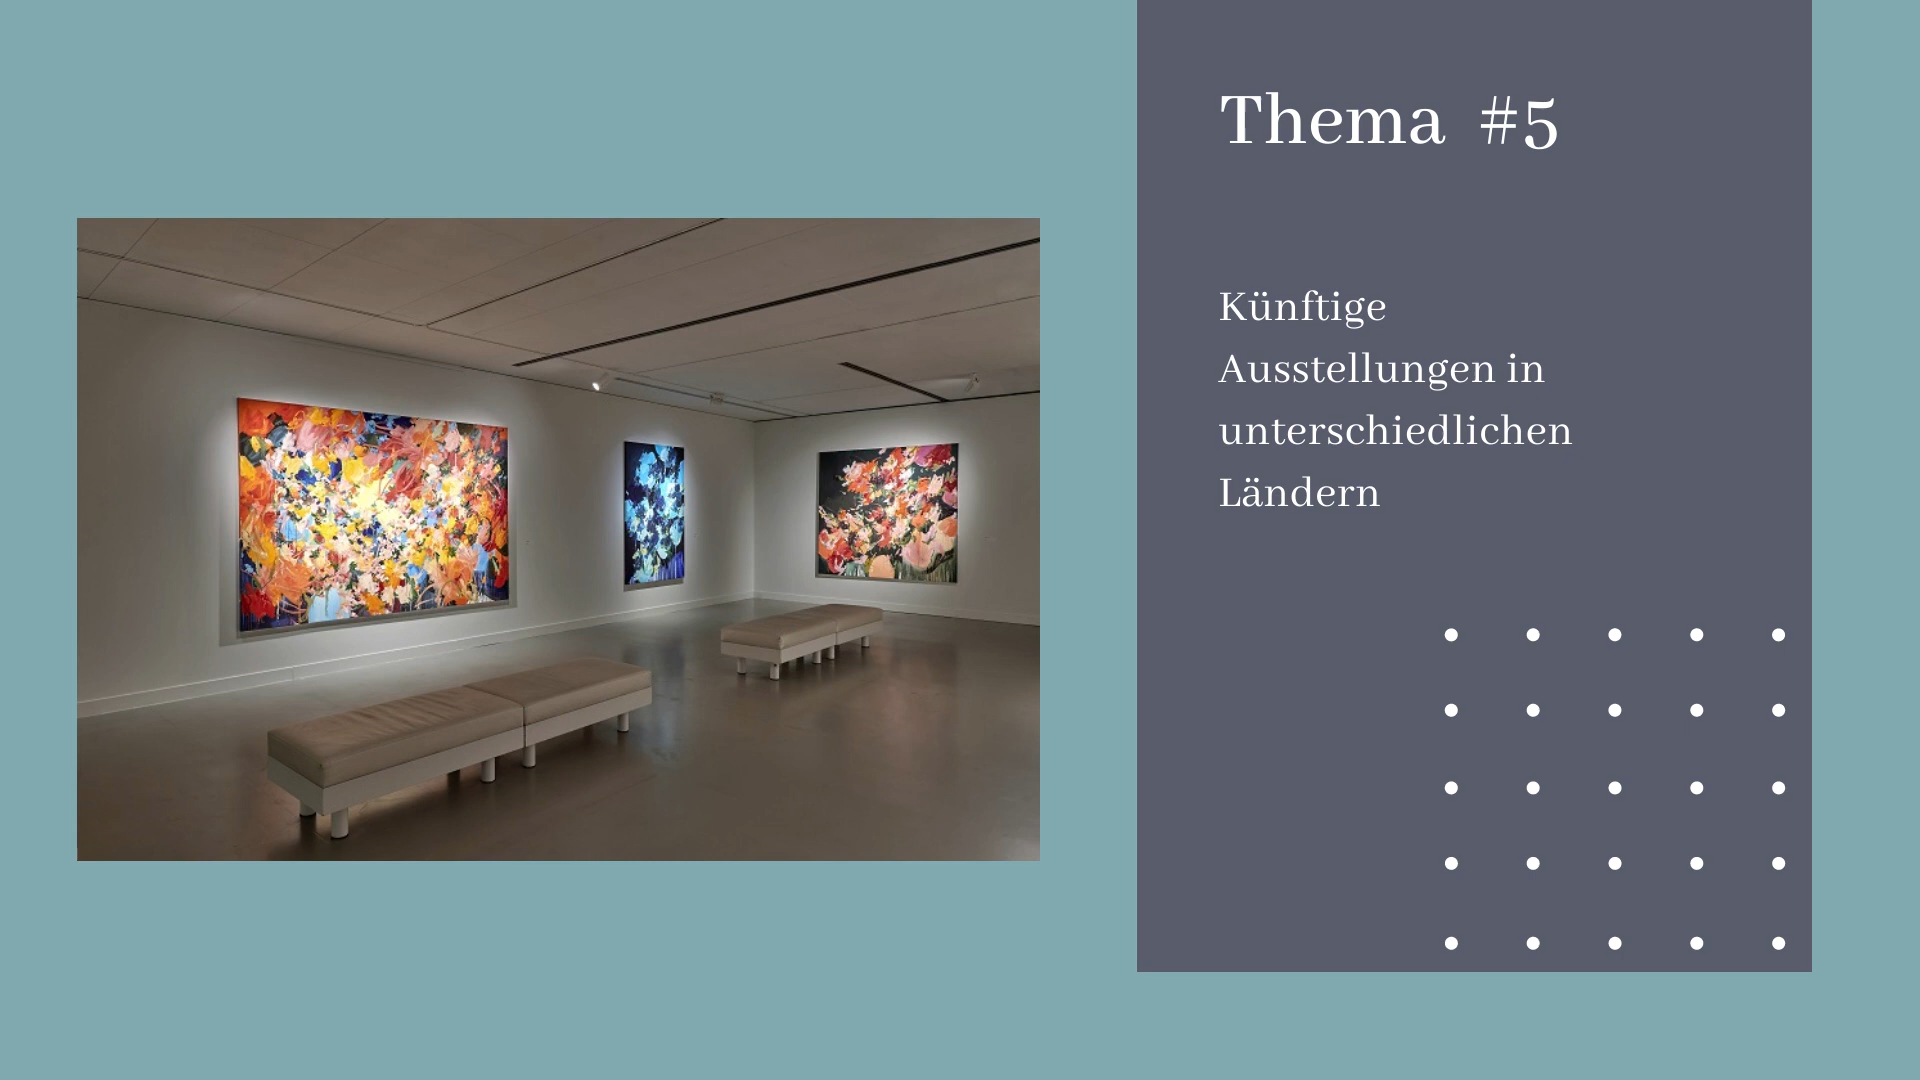 Thema #5
Künftige
Ausstellungen in
unterschiedlichen
Ländern